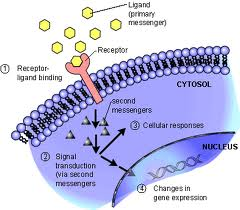 Ligand
(primary
messenger)
Receptor
① Receptor-
ligand binding
CYTOSOL
second
messengers
③ Cellular responses
② Signal
transduction
(via second
messengers
NUCLEUS
④ Changes in
gene expression